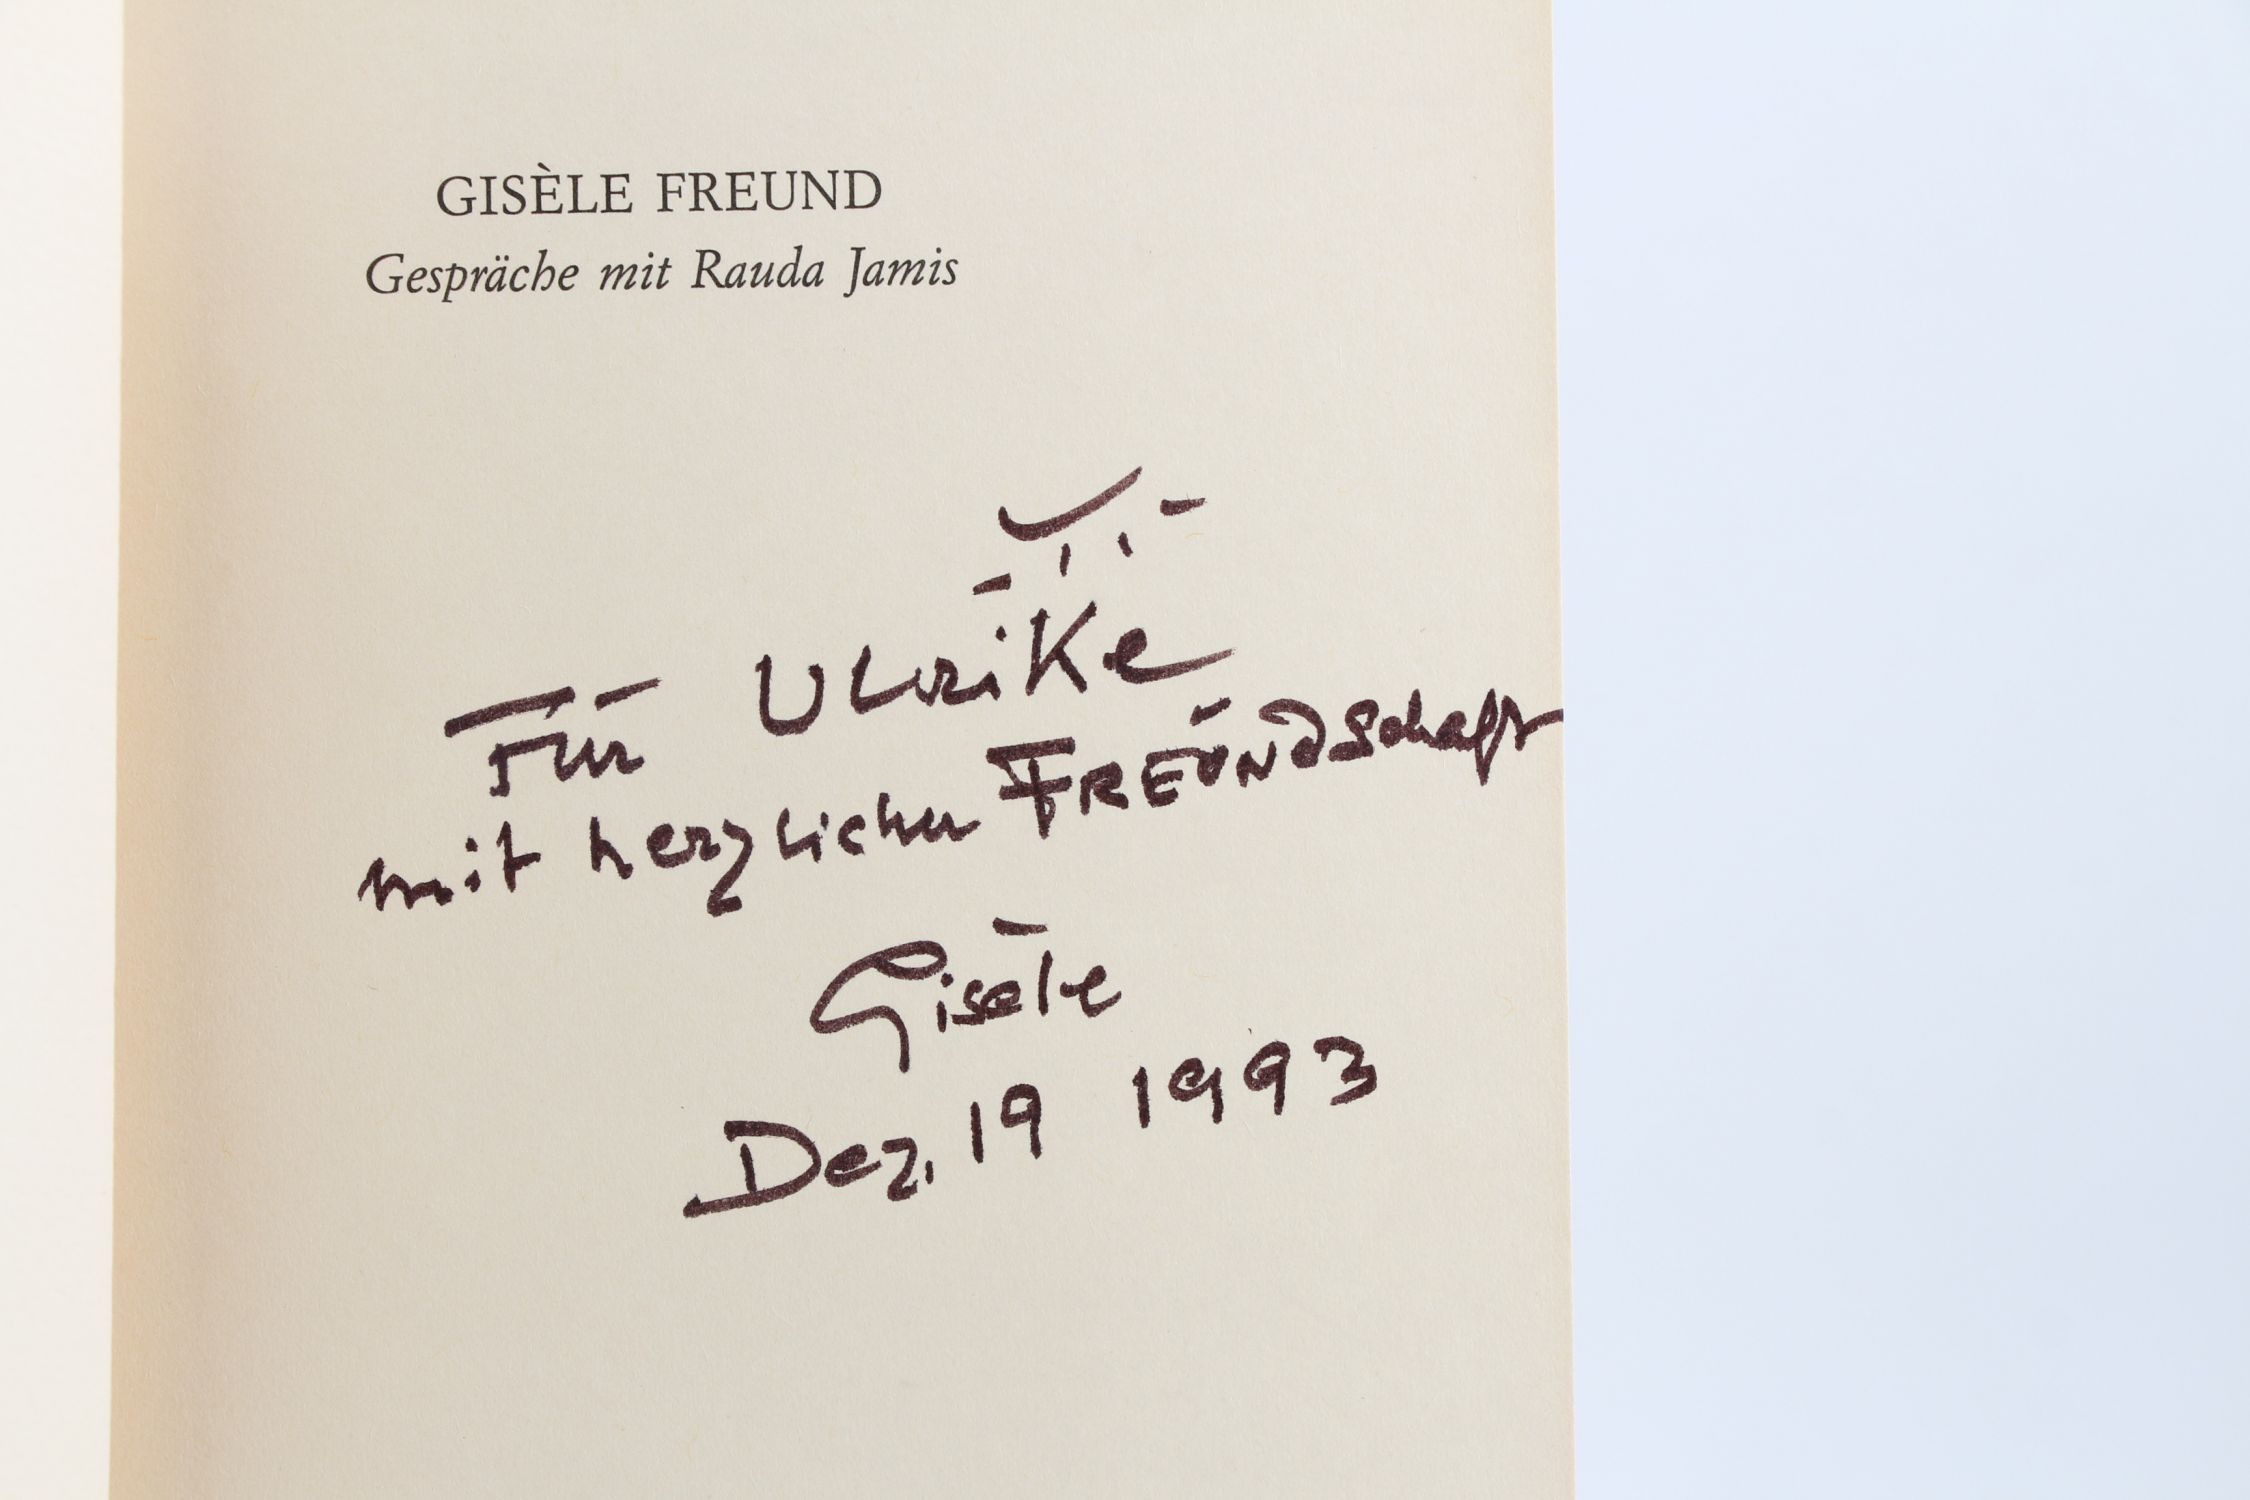 GISÈLE FREUND
Gespräche mit Rauda Jamis
Für Ulrike
mit herzlicher FREUNDSchaft
Gisèle
Dez. 19 1993